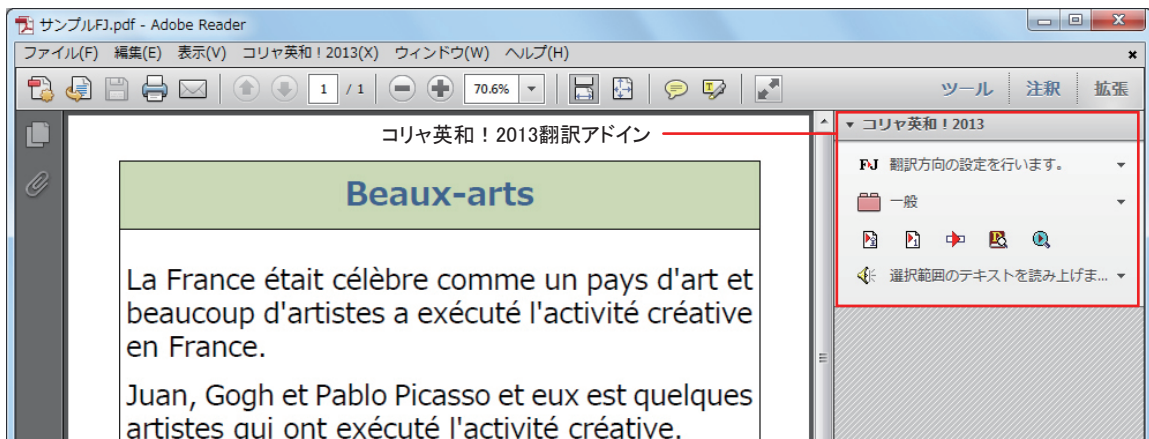 サンプルFJ.pdf - Adobe Reader
ファイル(F) 編集(E) 表示(V) コリャ英和！2013(X) ウィンドウ(W) ヘルプ(H)
1 / 1 70.6% ツール 注釈 拡張
コリャ英和！2013翻訳アドイン
コリャ英和！2013
FJ 翻訳方向の設定を行います。
一般
選択範囲のテキストを読み上げま...
Beaux-arts
La France était célèbre comme un pays d'art et
beaucoup d'artistes a exécuté l'activité créative
en France.
Juan, Gogh et Pablo Picasso et eux est quelques
artistes qui ont exécuté l'activité créative.